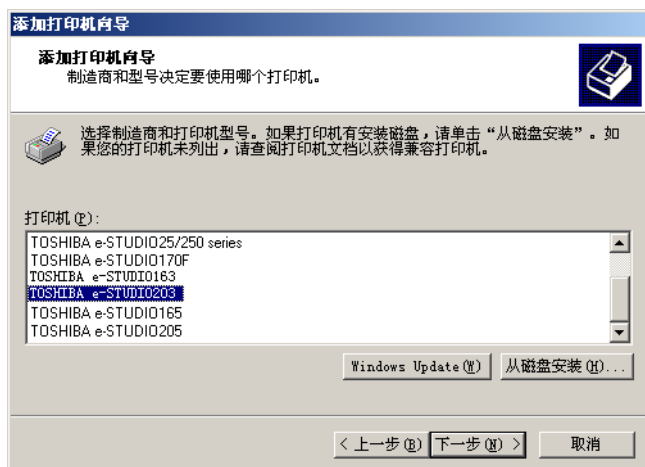 添加打印机向导
添加打印机向导
制造商和型号决定要使用哪个打印机。
选择制造商和打印机型号。如果打印机有安装磁盘，请单击“从磁盘安装”。如
果您的打印机未列出，请查阅打印机文档以获得兼容打印机。
打印机(P):
TOSHIBA e-STUDIO25/250 series
TOSHIBA e-STUDIO170F
TOSHIBA e-STUDIO163
TOSHIBA e-STUDIO203
TOSHIBA e-STUDIO165
TOSHIBA e-STUDIO205
Windows Update(W) 从磁盘安装(H)...
< 上一步(B) 下一步(N) > 取消